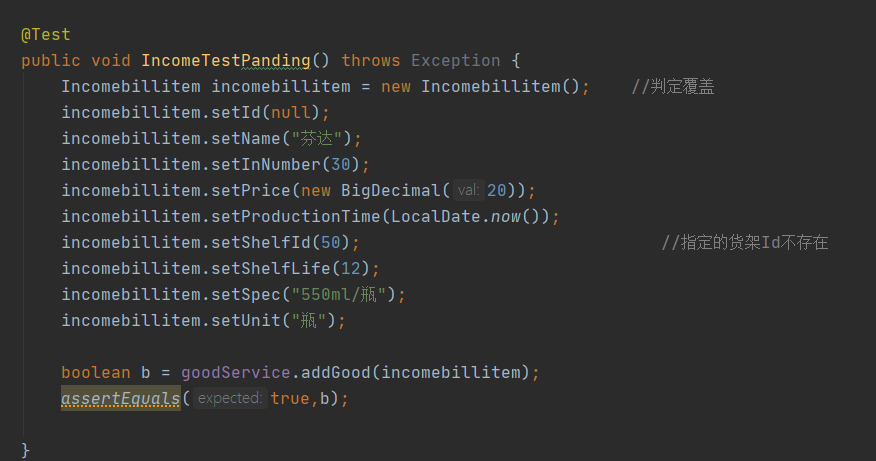 @Test
public void IncomeTestPanding() throws Exception {
    Incomebillitem incomebillitem = new Incomebillitem();    //判定覆盖
    incomebillitem.setId(null);
    incomebillitem.setName("芬达");
    incomebillitem.setInNumber(30);
    incomebillitem.setPrice(new BigDecimal( val: 20));
    incomebillitem.setProductionTime(LocalDate.now());
    incomebillitem.setShelfId(50);                              //指定的货架Id不存在
    incomebillitem.setShelfLife(12);
    incomebillitem.setSpec("550ml/瓶");
    incomebillitem.setUnit("瓶");

    boolean b = goodService.addGood(incomebillitem);
    assertEquals( expected: true,b);

}